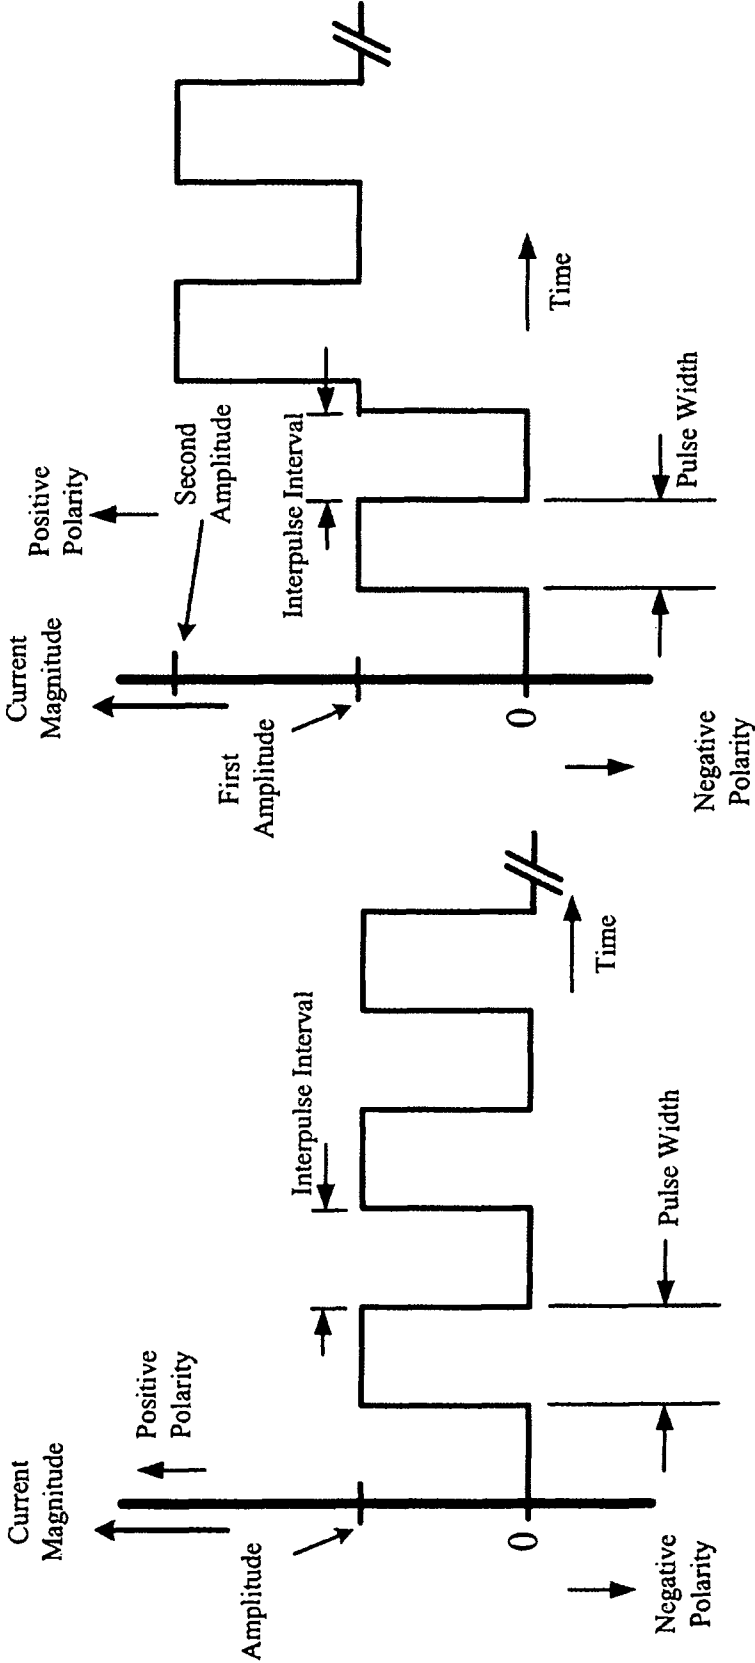 Current
Magnitude
Positive
Polarity
Amplitude
Interpulse Interval
0
Time
Pulse Width
Negative
Polarity
Current
Magnitude
Positive
Polarity
Second
Amplitude
First
Amplitude
Interpulse Interval
0
Time
Pulse Width
Negative
Polarity